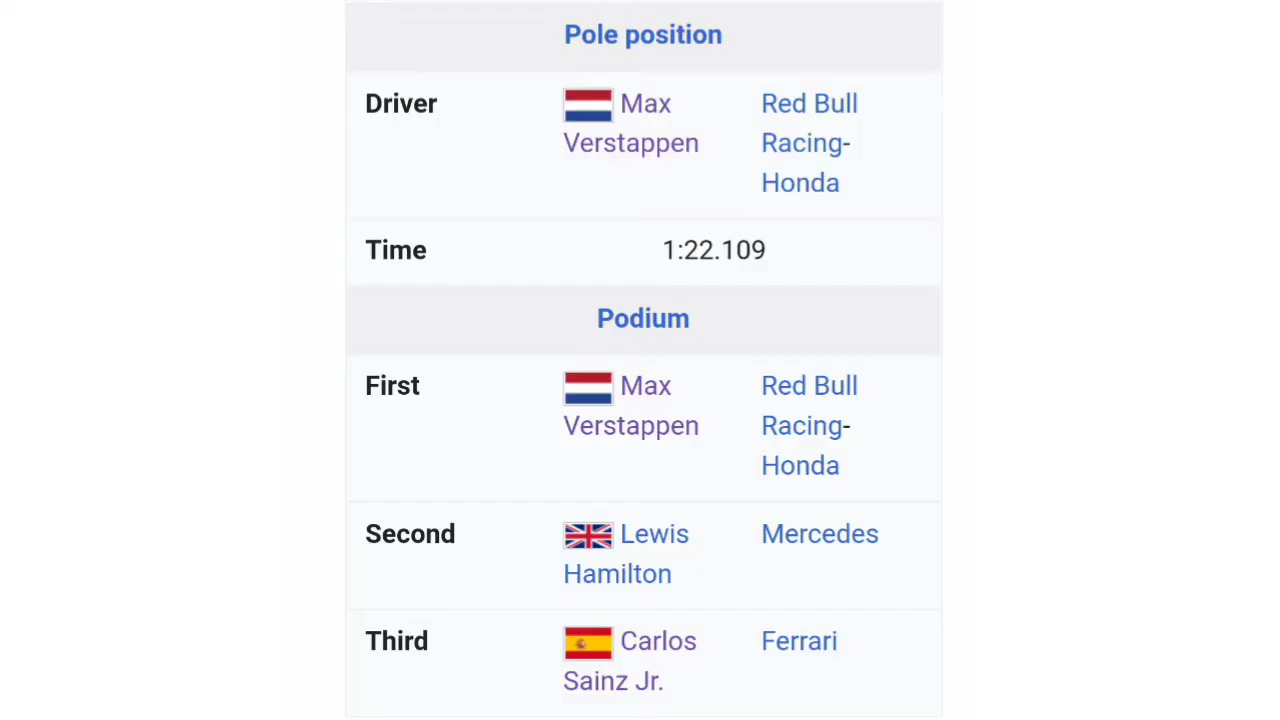 Pole position
Driver Max Red Bull
Verstappen Racing-
Honda
Time 1:22.109
Podium
First Max Red Bull
Verstappen Racing-
Honda
Second Lewis Mercedes
Hamilton
Third Carlos Ferrari
Sainz Jr.